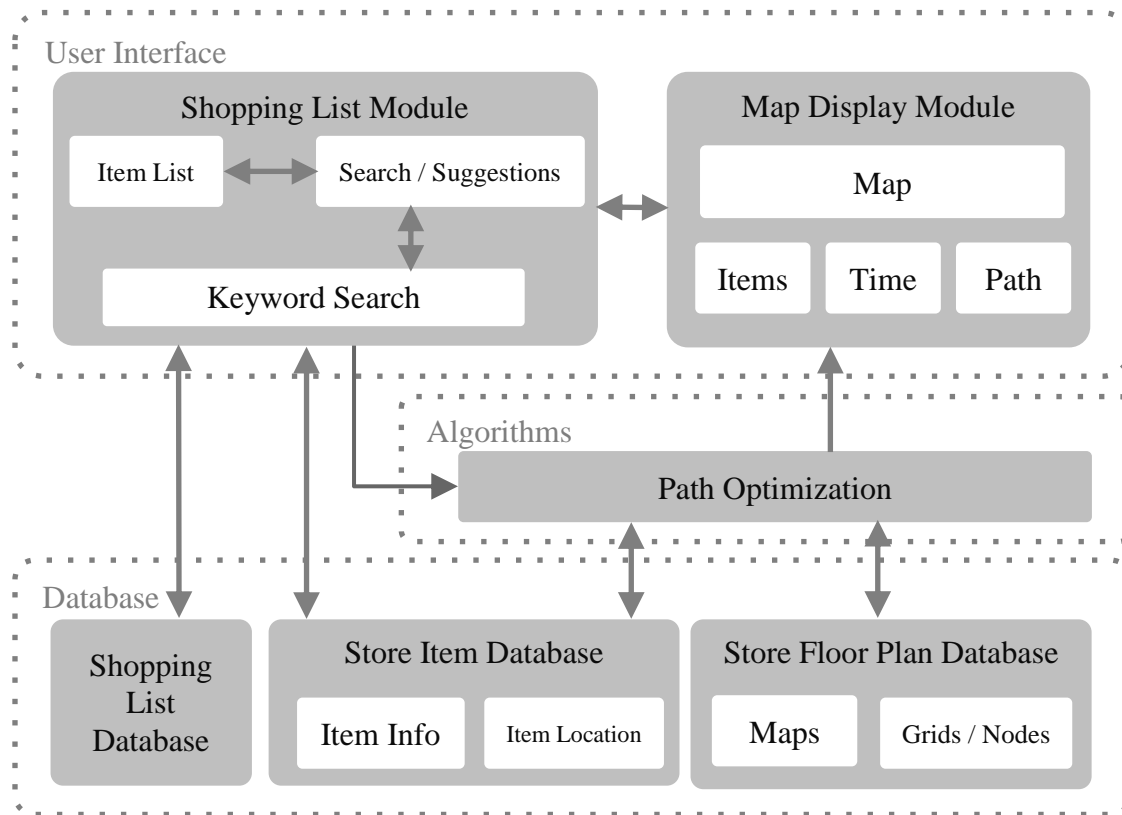 User Interface
Shopping List Module
Item List
Search / Suggestions
Keyword Search
Map Display Module
Map
Items
Time
Path
Algorithms
Path Optimization
Database
Shopping
List
Database
Store Item Database
Item Info
Item Location
Store Floor Plan Database
Maps
Grids / Nodes